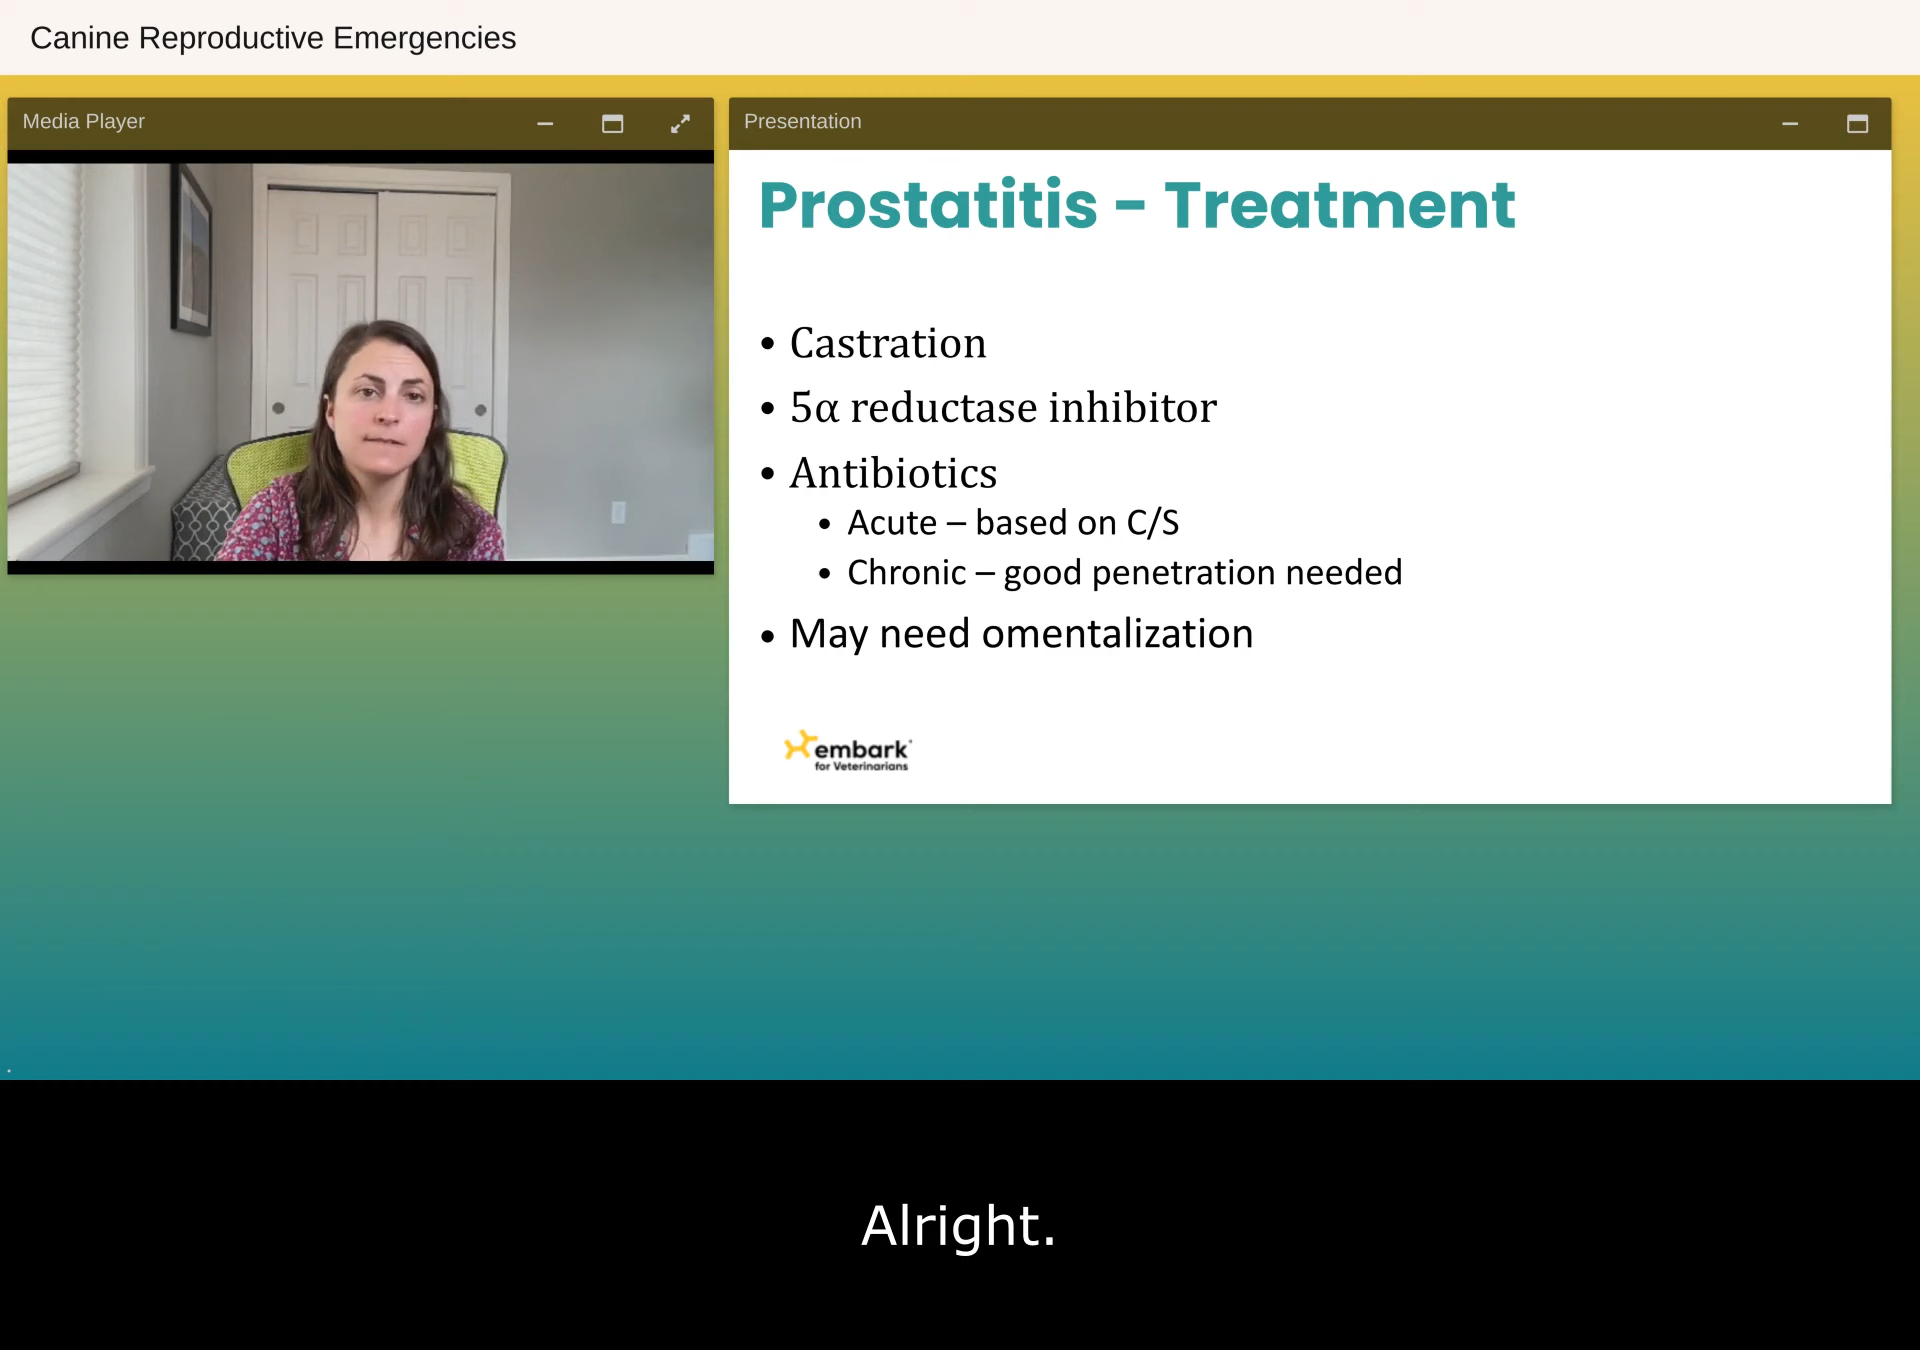 Canine Reproductive Emergencies
Media Player
Presentation
Prostatitis - Treatment
• Castration
• 5α reductase inhibitor
• Antibiotics
• Acute – based on C/S
• Chronic – good penetration needed
• May need omentalization
embark
for Veterinarians
Alright.